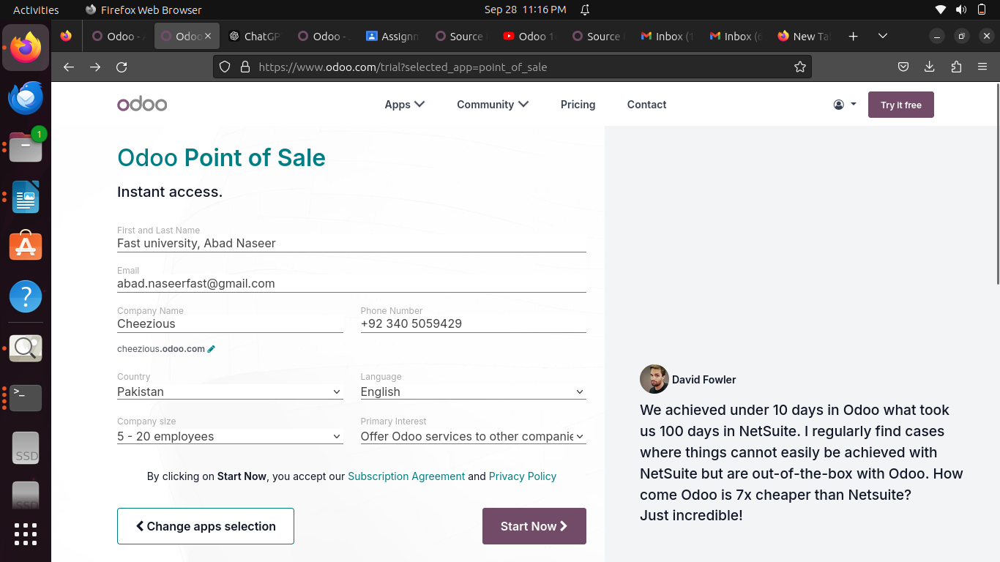 Activities Firefox Web Browser Sep 28 11:16 PM
Odoo - Odoo ChatGP Odoo - Assignm Source Odoo 1 Source Inbox (1 Inbox (6 New Ta
https://www.odoo.com/trial?selected_app=point_of_sale
odoo Apps Community Pricing Contact Try it free
1
Odoo Point of Sale
Instant access.
First and Last Name
Fast university, Abad Naseer
Email
abad.naseerfast@gmail.com
Company Name Phone Number
Cheezious +92 340 5059429
cheezious.odoo.com
Country Language
Pakistan English
Company size Primary Interest
5 - 20 employees Offer Odoo services to other companie
By clicking on Start Now, you accept our Subscription Agreement and Privacy Policy
Change apps selection Start Now
David Fowler
We achieved under 10 days in Odoo what took
us 100 days in NetSuite. I regularly find cases
where things cannot easily be achieved with
NetSuite but are out-of-the-box with Odoo. How
come Odoo is 7x cheaper than Netsuite?
Just incredible!
SSD
SSD